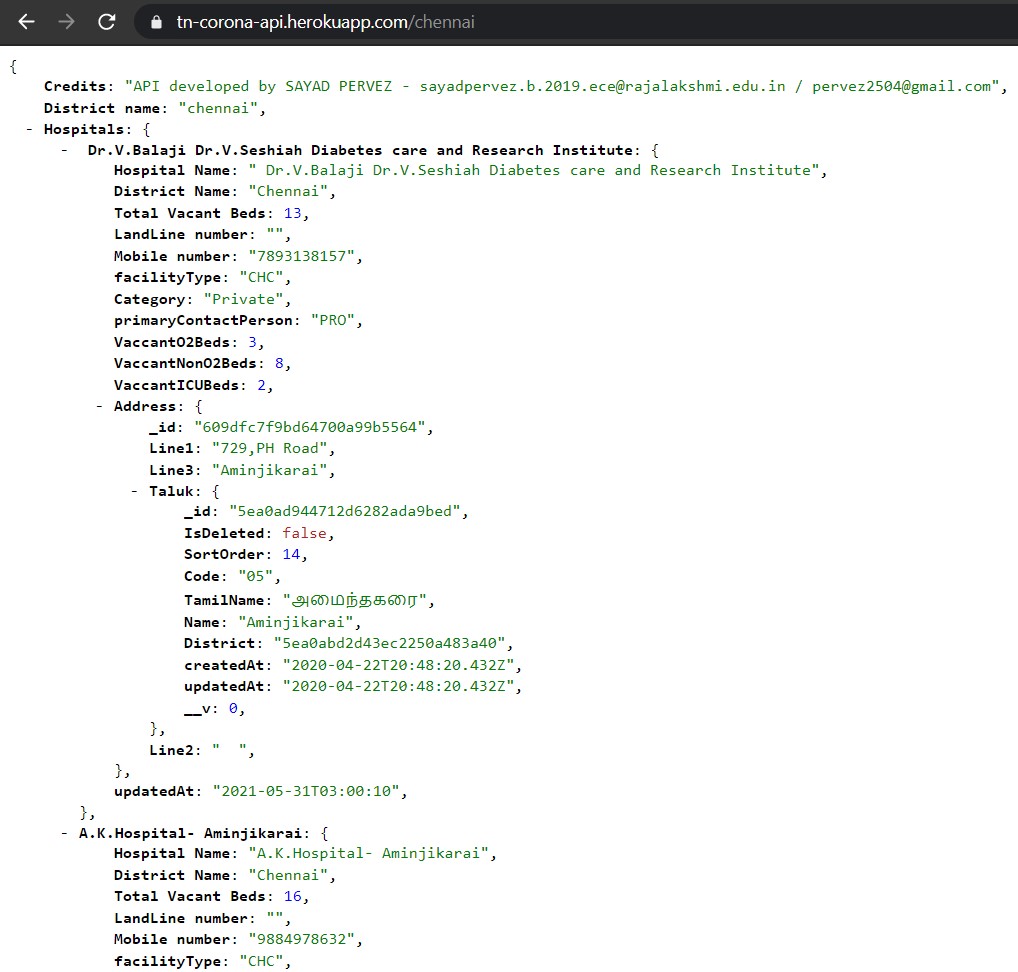 tn-corona-api.herokuapp.com/chennai
{
Credits: "API developed by SAYAD PERVEZ - sayadpervez.b.2019.ece@rajalakshmi.edu.in / pervez2504@gmail.com",
District name: "chennai",
- Hospitals: {
- Dr.V.Balaji Dr.V.Seshiah Diabetes care and Research Institute: {
Hospital Name: " Dr.V.Balaji Dr.V.Seshiah Diabetes care and Research Institute",
District Name: "Chennai",
Total Vacant Beds: 13,
LandLine number: "",
Mobile number: "7893138157",
facilityType: "CHC",
Category: "Private",
primaryContactPerson: "PRO",
VaccantO2Beds: 3,
VaccantNonO2Beds: 8,
VaccantICUBeds: 2,
- Address: {
_id: "609dfc7f9bd64700a99b5564",
Line1: "729,PH Road",
Line3: "Aminjikarai",
- Taluk: {
_id: "5ea0ad944712d6282ada9bed",
IsDeleted: false,
SortOrder: 14,
Code: "05",
TamilName: "அமைந்தகரை",
Name: "Aminjikarai",
District: "5ea0abd2d43ec2250a483a40",
createdAt: "2020-04-22T20:48:20.432Z",
updatedAt: "2020-04-22T20:48:20.432Z",
__v: 0,
},
Line2: "  ",
},
updatedAt: "2021-05-31T03:00:10",
},
- A.K.Hospital- Aminjikarai: {
Hospital Name: "A.K.Hospital- Aminjikarai",
District Name: "Chennai",
Total Vacant Beds: 16,
LandLine number: "",
Mobile number: "9884978632",
facilityType: "CHC",